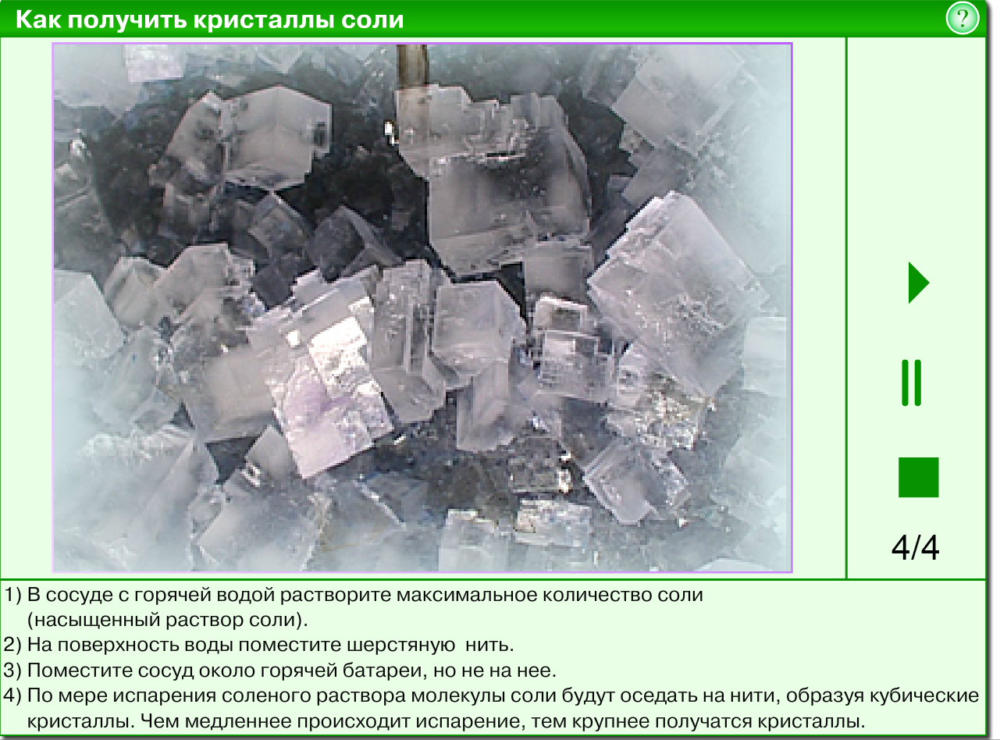 Как получить кристаллы соли
?
4/4
1) В сосуде с горячей водой растворите максимальное количество соли
(насыщенный раствор соли).
2) На поверхность воды поместите шерстяную  нить.
3) Поместите сосуд около горячей батареи, но не на нее.
4) По мере испарения соленого раствора молекулы соли будут оседать на нити, образуя кубические
кристаллы. Чем медленнее происходит испарение, тем крупнее получатся кристаллы.